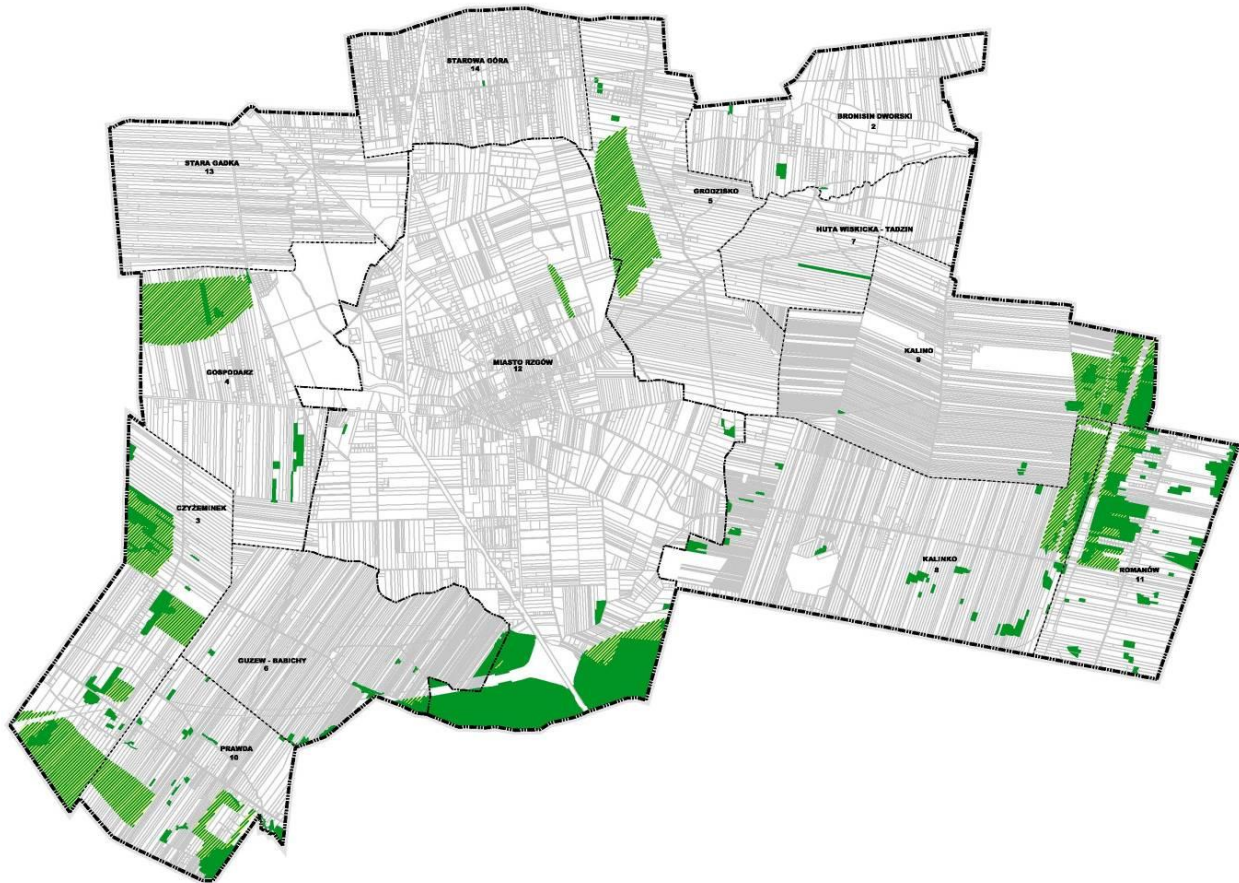 STAROWA GÓRA
14
BRONISIN DWORSKI
2
STARA GADKA
13
GRODZISKO
5
HUTA WISKICKA - TADZIN
7
KALINO
9
MIASTO RZGÓW
12
GOSPODARZ
4
CZYŻEMINEK
3
KALINKO
8
ROMANÓW
11
GUZEW - BABICHY
6
PRAWDA
10